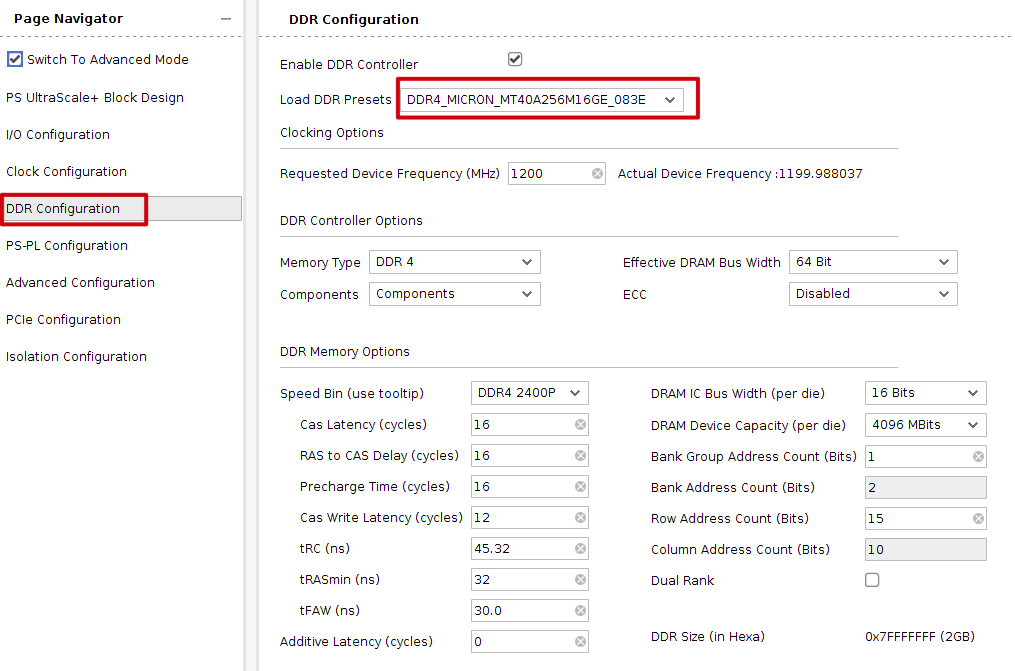 Page Navigator
Switch To Advanced Mode
PS UltraScale+ Block Design
I/O Configuration
Clock Configuration
DDR Configuration
PS-PL Configuration
Advanced Configuration
PCIe Configuration
Isolation Configuration
DDR Configuration
Enable DDR Controller
Load DDR Presets DDR4_MICRON_MT40A256M16GE_083E
Clocking Options
Requested Device Frequency (MHz) 1200 Actual Device Frequency :1199.988037
DDR Controller Options
Memory Type DDR 4 Effective DRAM Bus Width 64 Bit
Components Components ECC Disabled
DDR Memory Options
Speed Bin (use tooltip) DDR4 2400P DRAM IC Bus Width (per die) 16 Bits
Cas Latency (cycles) 16 DRAM Device Capacity (per die) 4096 MBits
RAS to CAS Delay (cycles) 16 Bank Group Address Count (Bits) 1
Precharge Time (cycles) 16 Bank Address Count (Bits) 2
Cas Write Latency (cycles) 12 Row Address Count (Bits) 15
tRC (ns) 45.32 Column Address Count (Bits) 10
tRASmin (ns) 32 Dual Rank
tFAW (ns) 30.0
Additive Latency (cycles) 0 DDR Size (in Hexa) 0x7FFFFFFF (2GB)